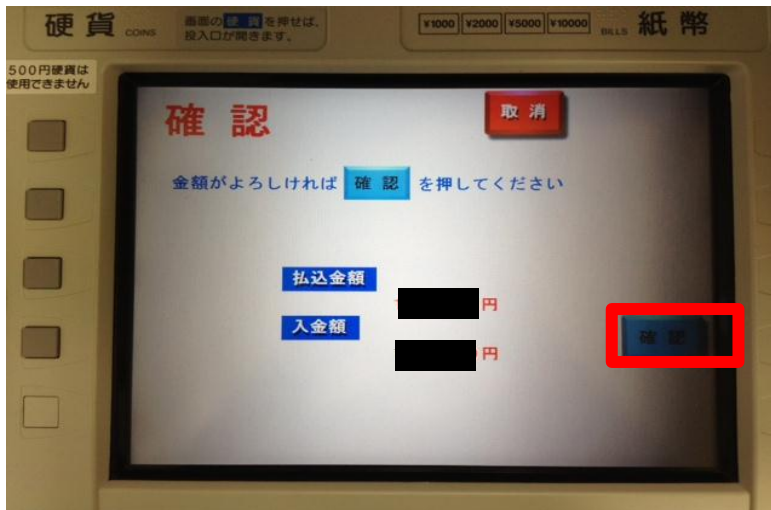 硬貨 COINS 画面の 硬貨 を押せば、
投入口が開きます。
¥1000 ¥2000 ¥5000 ¥10000 BILLS 紙幣
500円硬貨は
使用できません
確認
取消
金額がよろしければ 確認 を押してください
払込金額
円
入金額
円
確認